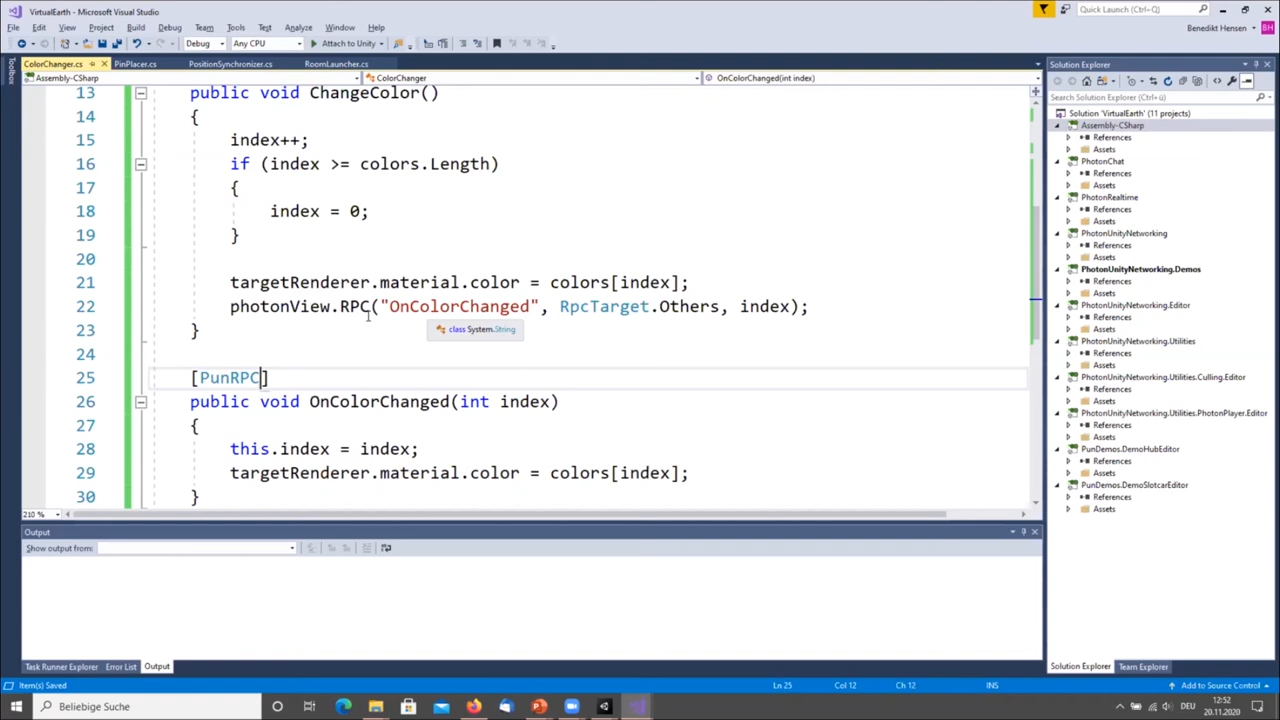 VirtualEarth - Microsoft Visual Studio
Quick Launch (Ctrl+Q)
File Edit View Project Build Debug Team Tools Test Analyze Window Help
Benedikt Hensen BH
Debug Any CPU Attach to Unity
ColorChanger.cs PinPlacer.cs PositionSynchronizer.cs RoomLauncher.cs
Assembly-CSharp ColorChanger OnColorChanged(int index)
Toolbox
13 public void ChangeColor()
14 {
15 index++;
16 if (index >= colors.Length)
17 {
18 index = 0;
19 }
20
21 targetRenderer.material.color = colors[index];
22 photonView.RPC("OnColorChanged", RpcTarget.Others, index);
class System.String
23 }
24
25 [PunRPC]
26 public void OnColorChanged(int index)
27 {
28 this.index = index;
29 targetRenderer.material.color = colors[index];
30 }
210 %
Output
Show output from:
Task Runner Explorer Error List Output
Solution Explorer
Search Solution Explorer (Ctrl+ü)
Solution 'VirtualEarth' (11 projects)
Assembly-CSharp
References
Assets
PhotonChat
References
Assets
PhotonRealtime
References
Assets
PhotonUnityNetworking
References
Assets
PhotonUnityNetworking.Demos
References
Assets
PhotonUnityNetworking.Editor
References
Assets
PhotonUnityNetworking.Utilities
References
Assets
PhotonUnityNetworking.Utilities.Culling.Editor
References
Assets
PhotonUnityNetworking.Utilities.PhotonPlayer.Editor
References
Assets
PunDemos.DemoHubEditor
References
Assets
PunDemos.DemoSlotcarEditor
References
Assets
Solution Explorer Team Explorer
Item(s) Saved Ln 25 Col 12 Ch 12 INS Add to Source Control
Beliebige Suche
DEU
12:52
20.11.2020